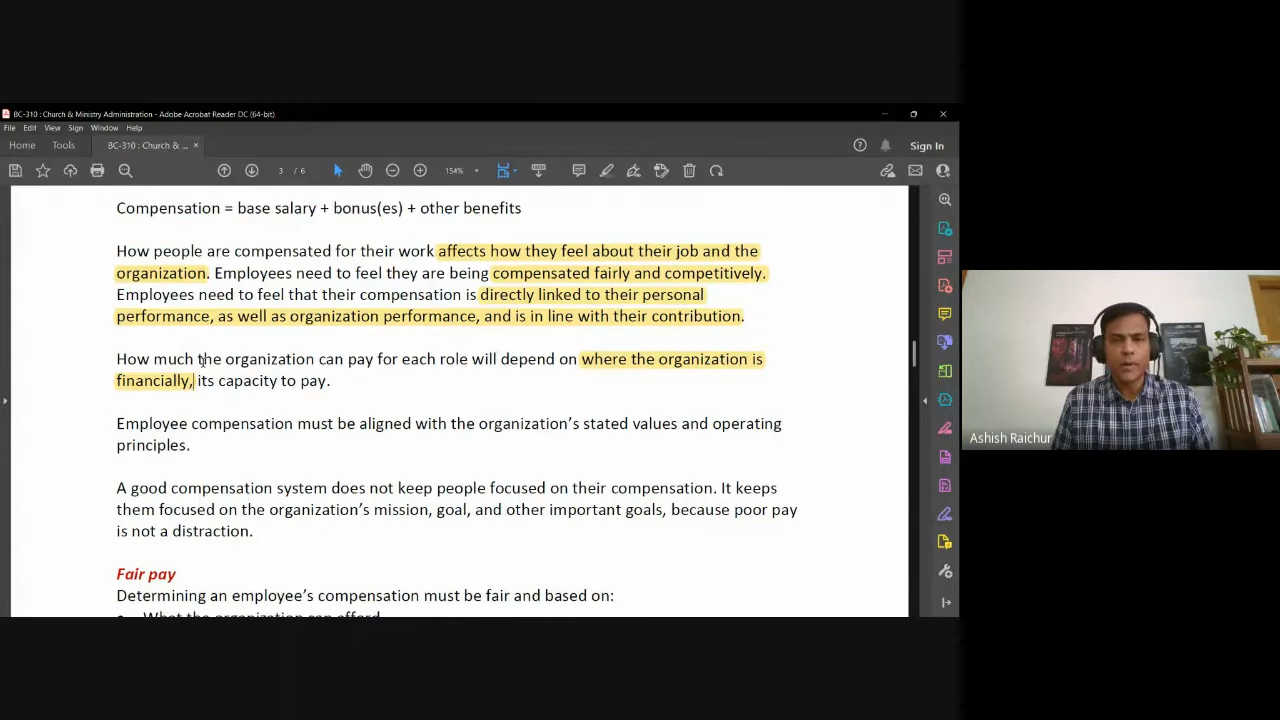 BC-310 : Church & Ministry Administration - Adobe Acrobat Reader DC (64-bit)
File Edit View Sign Window Help
Home Tools BC-310 : Church & ... × Sign In
3 / 6 154%
Compensation = base salary + bonus(es) + other benefits
How people are compensated for their work affects how they feel about their job and the
organization. Employees need to feel they are being compensated fairly and competitively.
Employees need to feel that their compensation is directly linked to their personal
performance, as well as organization performance, and is in line with their contribution.
How much the organization can pay for each role will depend on where the organization is
financially, its capacity to pay.
Employee compensation must be aligned with the organization’s stated values and operating
principles.
A good compensation system does not keep people focused on their compensation. It keeps
them focused on the organization’s mission, goal, and other important goals, because poor pay
is not a distraction.
Fair pay
Determining an employee’s compensation must be fair and based on:
• What the organization can afford
Ashish Raichur